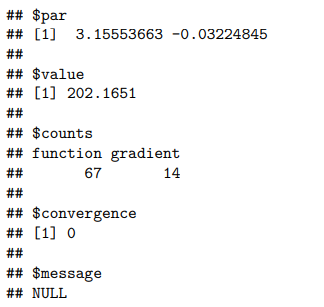 ## $par
## [1]  3.15553663 -0.03224845
##
## $value
## [1] 202.1651
##
## $counts
## function gradient
##       67       14
##
## $convergence
## [1] 0
##
## $message
## NULL